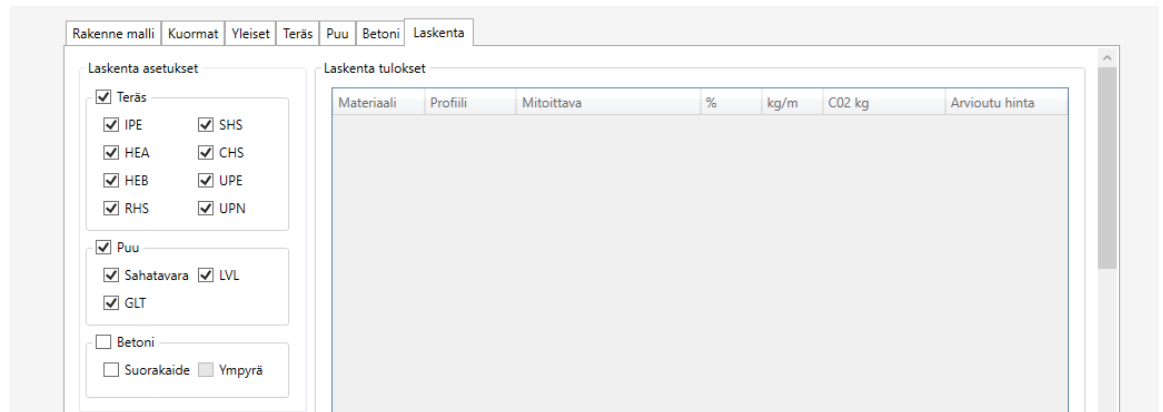 Rakenne malli Kuormat Yleiset Teräs Puu Betoni Laskenta
Laskenta asetukset
Teräs
IPE SHS
HEA CHS
HEB UPE
RHS UPN
Puu
Sahatavara LVL
GLT
Betoni
Suorakaide Ympyrä
Laskenta tulokset
Materiaali Profiili Mitoittava % kg/m C02 kg Arvioutu hinta